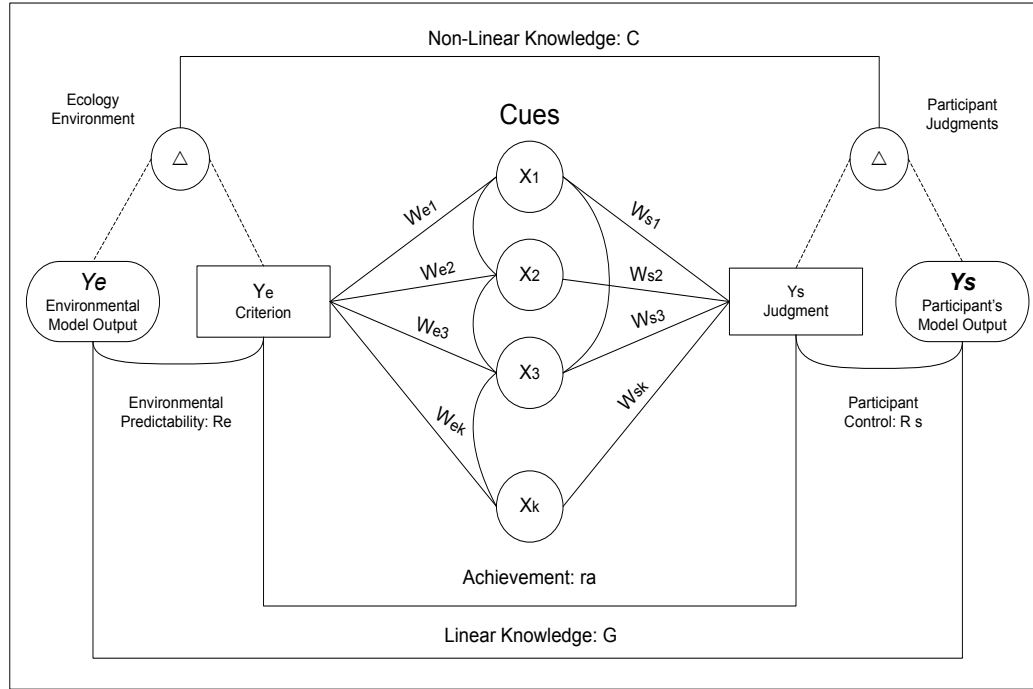 Non-Linear Knowledge: C
Ecology
Environment
Participant
Judgments
Cues
△
△
X1
X2
X3
Xk
We1
We2
We3
Wek
Ws1
Ws2
Ws3
Wsk
Ye
Environmental
Model Output
Ye
Criterion
Ys
Judgment
Ys
Participant's
Model Output
Environmental
Predictability: Re
Participant
Control: R s
Achievement: ra
Linear Knowledge: G